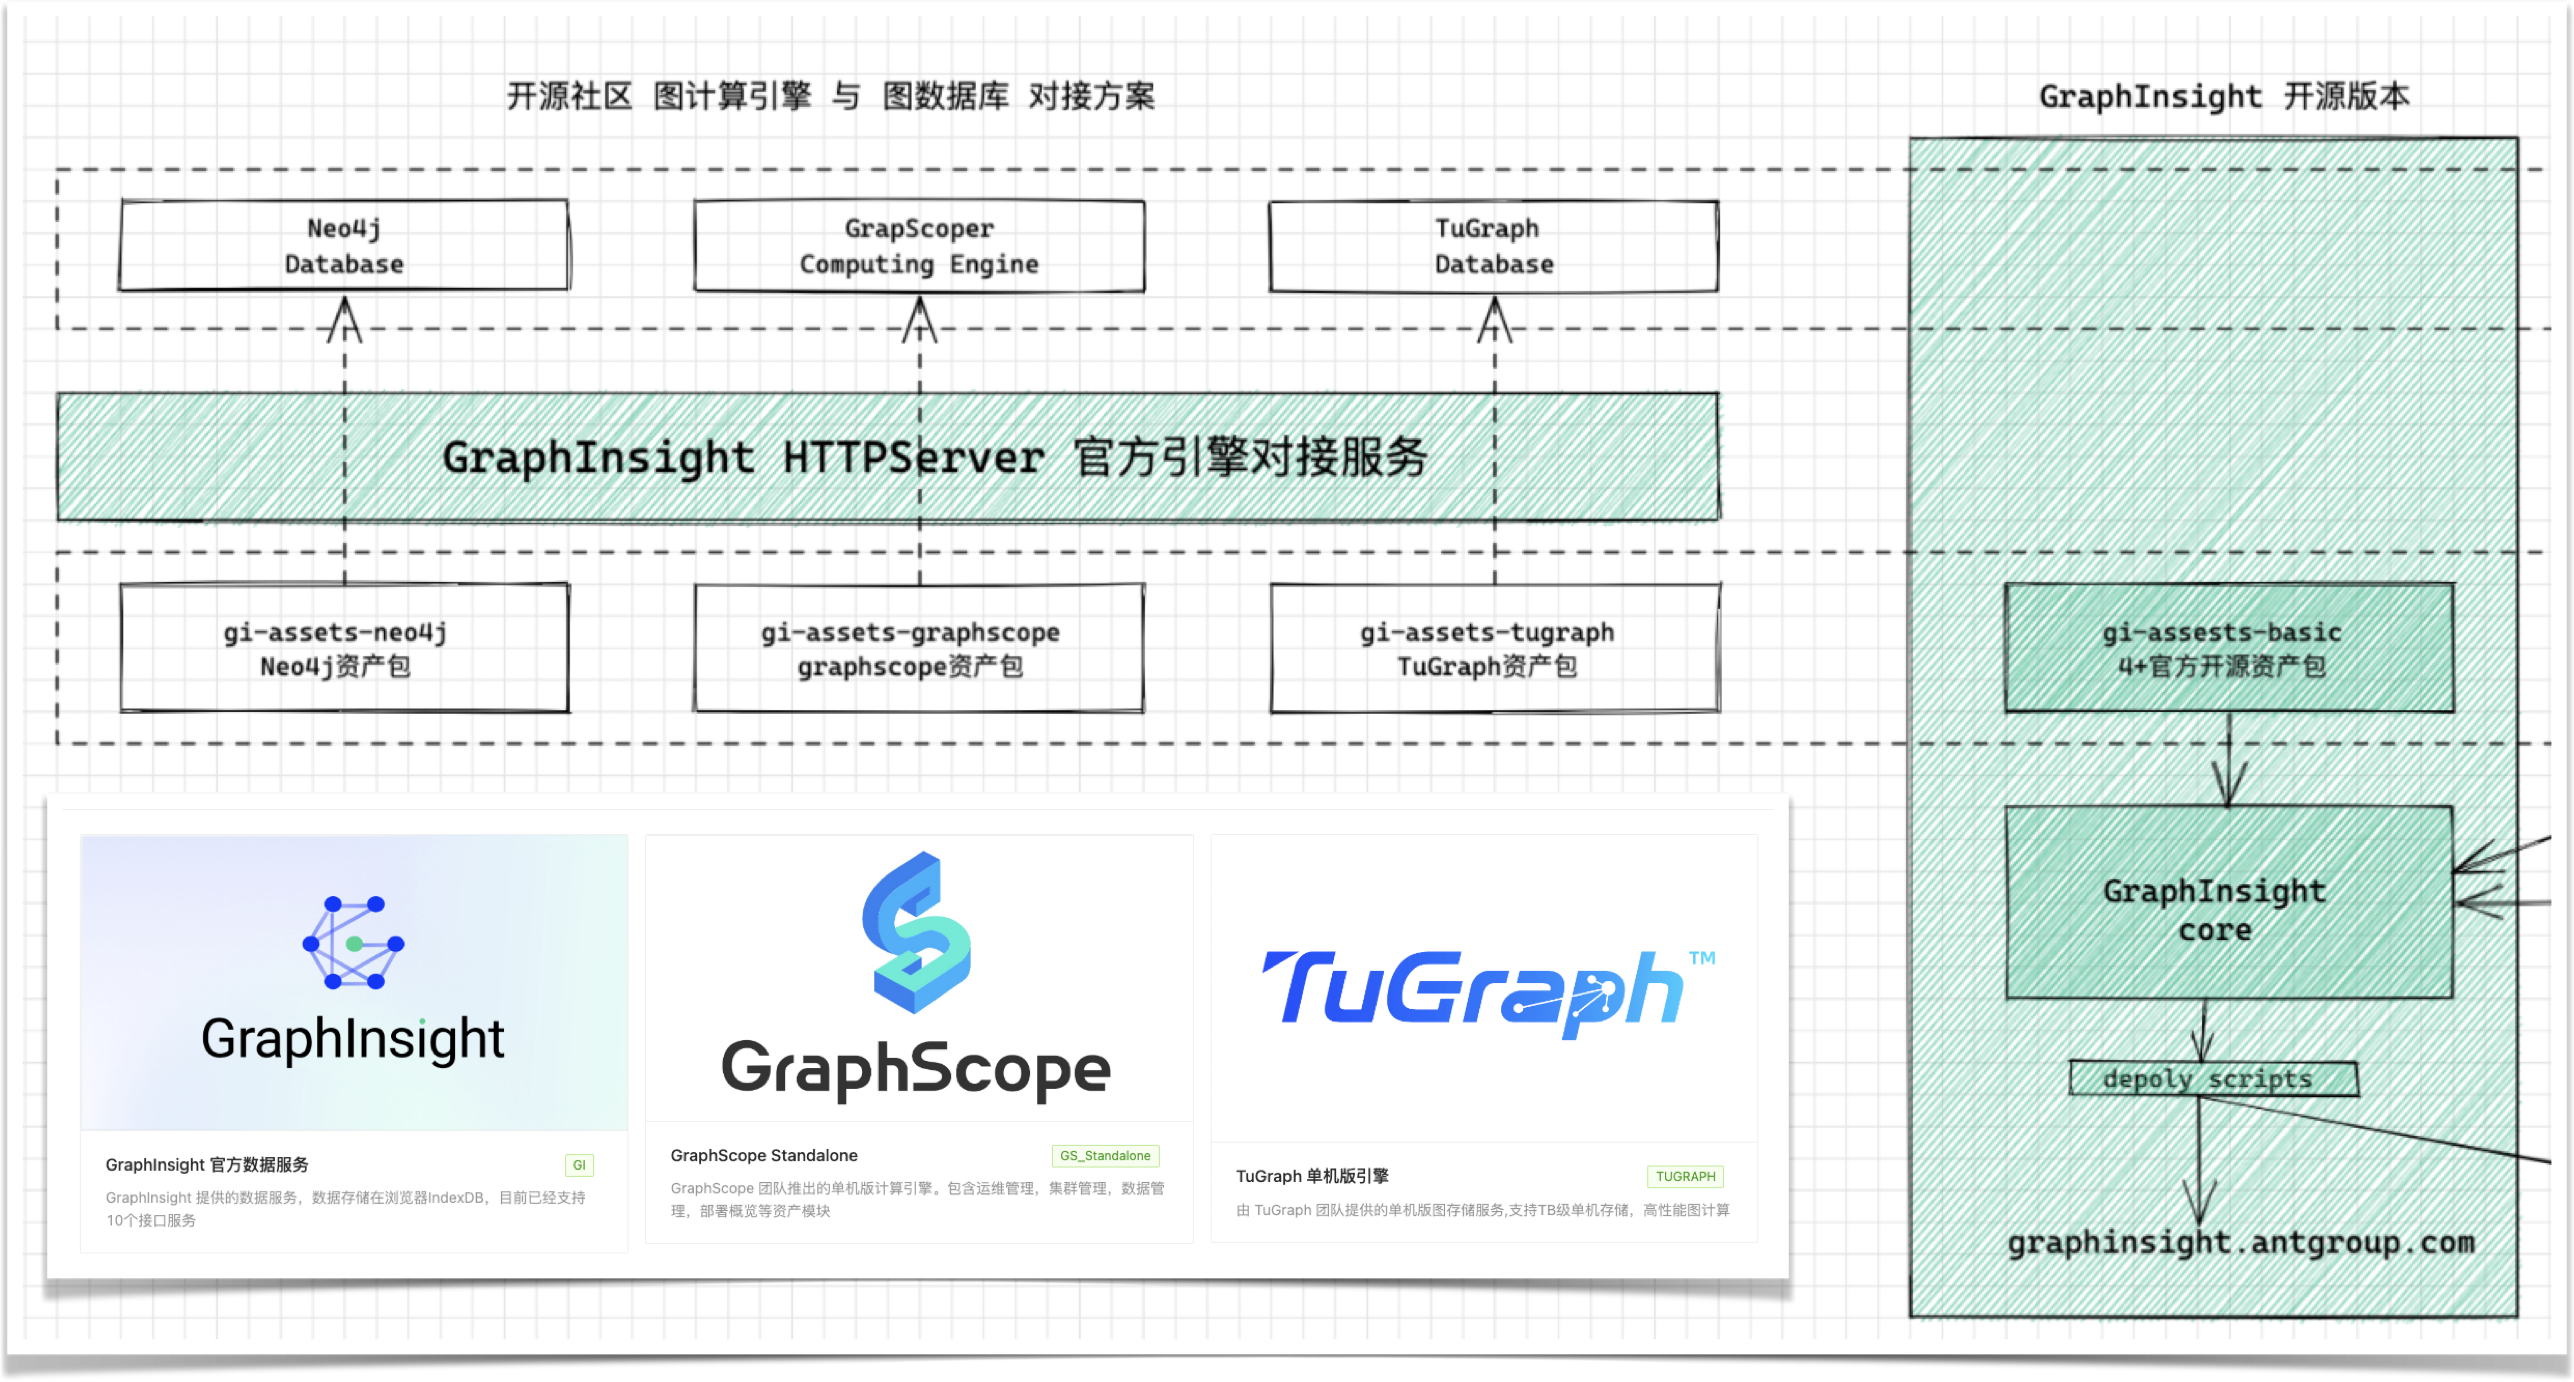 开源社区 图计算引擎 与 图数据库 对接方案
GraphInsight 开源版本
Neo4j
Database
GrapScoper
Computing Engine
TuGraph
Database
GraphInsight HTTPServer 官方引擎对接服务
gi-assets-neo4j
Neo4j资产包
gi-assets-graphscope
graphscope资产包
gi-assets-tugraph
TuGraph资产包
gi-assests-basic
4+官方开源资产包
GraphInsight
core
depoly scripts
graphinsight.antgroup.com
GraphInsight
GraphInsight 官方数据服务
GI
GraphInsight 提供的数据服务，数据存储在浏览器IndexDB，目前已经支持
10个接口服务
GraphScope
GraphScope Standalone
GS_Standalone
GraphScope 团队推出的单机版计算引擎。包含运维管理，集群管理，数据管
理，部署概览等资产模块
TuGraph TM
TuGraph 单机版引擎
TUGRAPH
由 TuGraph 团队提供的单机版图存储服务,支持TB级单机存储，高性能图计算